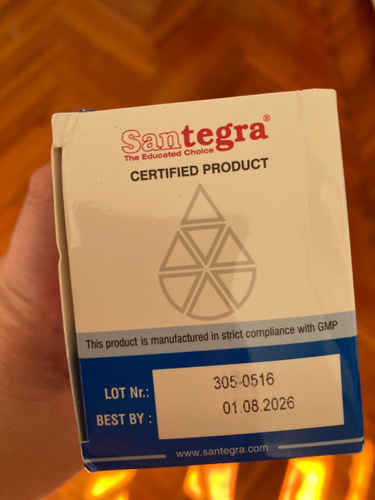 Santegra®
The Educated Choice
CERTIFIED PRODUCT
This product is manufactured in strict compliance with GMP
LOT Nr.: 305-0516
BEST BY : 01.08.2026
www.santegra.com